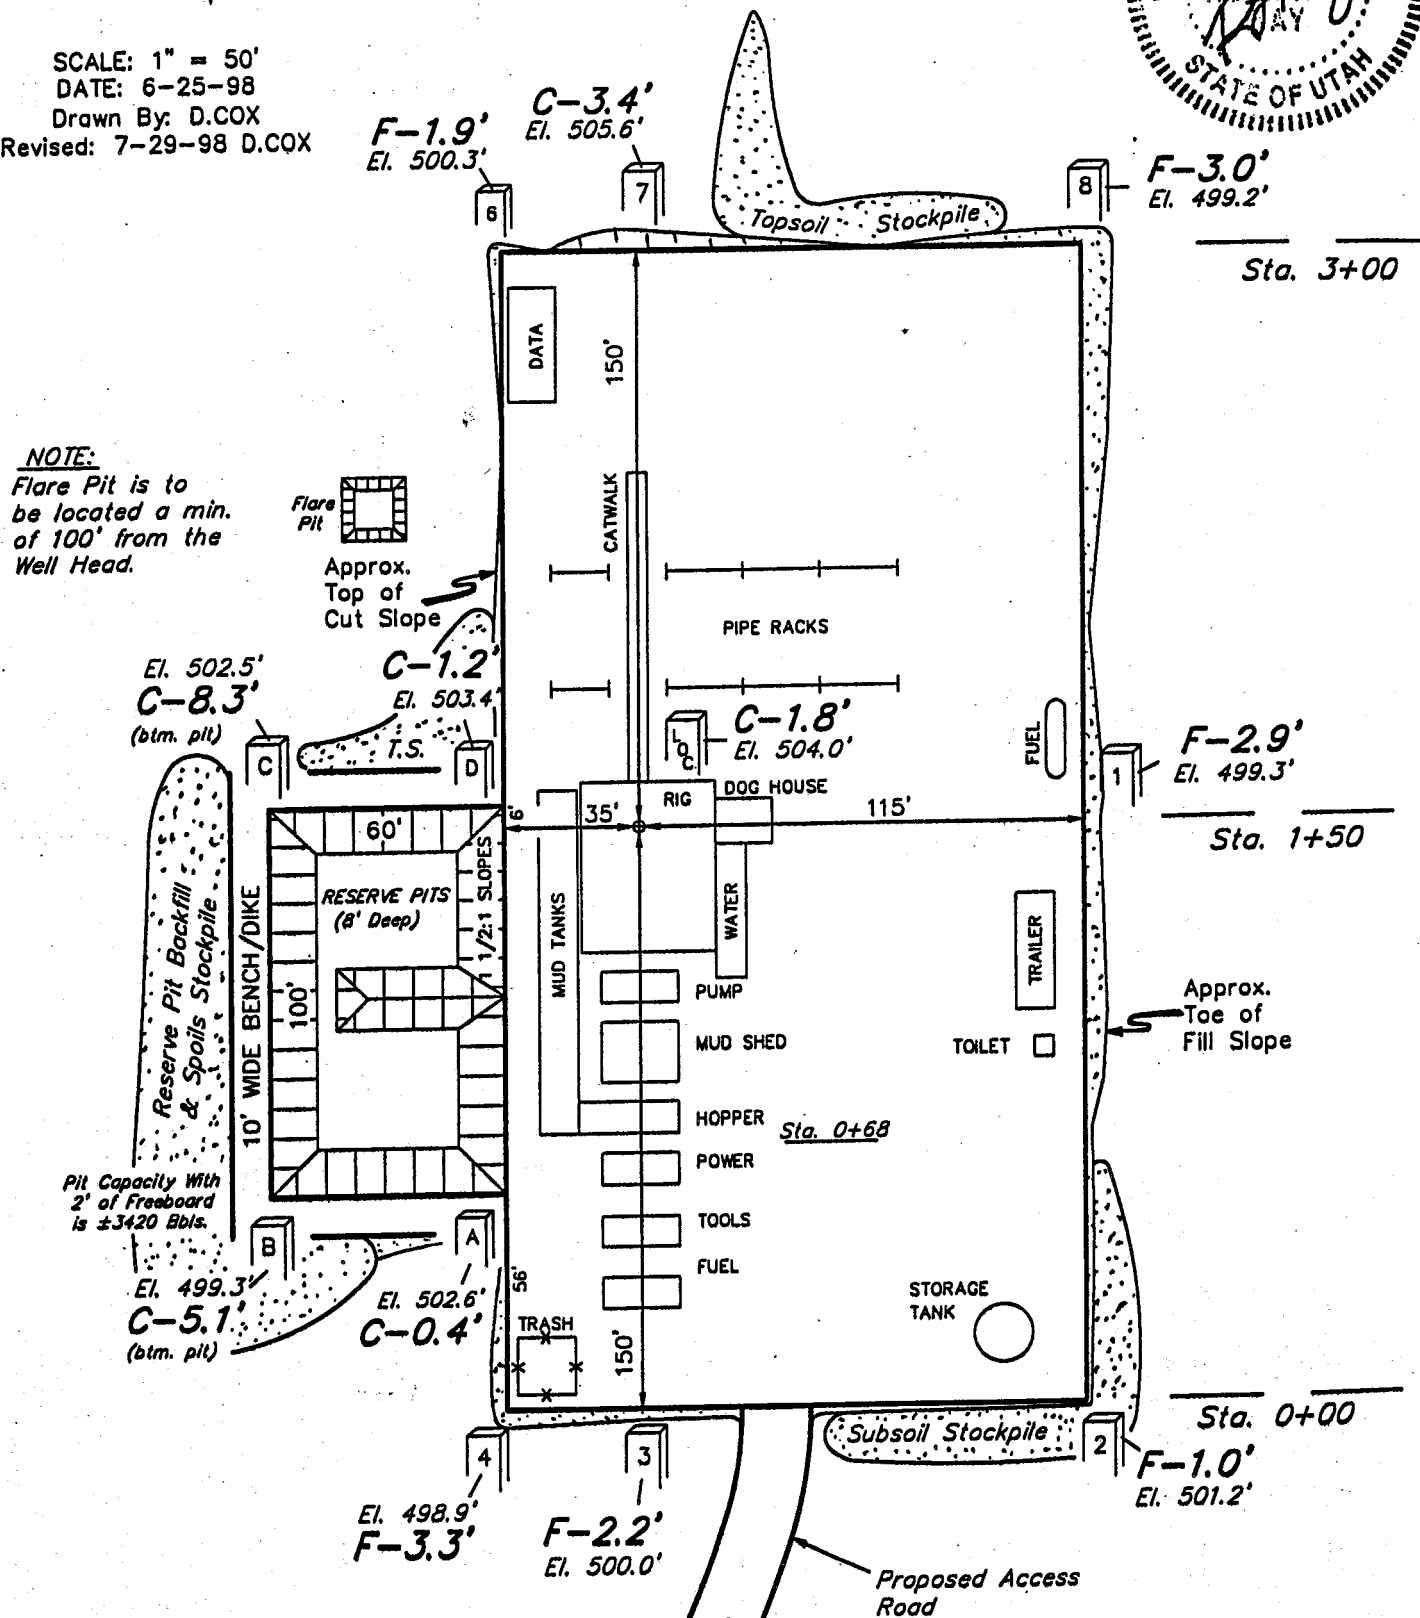 SCALE: 1" = 50'
DATE: 6-25-98
Drawn By: D.COX
Revised: 7-29-98 D.COX
DAY
STATE OF UTAH
F-1.9'
El. 500.3'
C-3.4'
El. 505.6'
6
7
8
F-3.0'
El. 499.2'
Topsoil Stockpile
Sta. 3+00
DATA
150'
NOTE:
Flare Pit is to
be located a min.
of 100' from the
Well Head.
Flare
Pit
CATWALK
Approx.
Top of
Cut Slope
PIPE RACKS
El. 502.5'
C-8.3'
(btm. pit)
C-1.2'
El. 503.4'
C
T.S.
D
LOC.
C-1.8'
El. 504.0'
FUEL
1
F-2.9'
El. 499.3'
RIG
DOG HOUSE
6'
35'
115'
Sta. 1+50
60'
RESERVE PITS
(8' Deep)
1 1/2:1 SLOPES
100'
10' WIDE BENCH/DIKE
Reserve Pit Backfill
& Spoils Stockpile
MUD TANKS
WATER
TRAILER
PUMP
MUD SHED
TOILET
Approx.
Toe of
Fill Slope
HOPPER
Sta. 0+68
POWER
TOOLS
FUEL
Pit Capacity With
2' of Freeboard
is ±3420 Bbls.
B
A
El. 499.3'
C-5.1'
(btm. pit)
El. 502.6'
C-0.4'
56'
TRASH
150'
STORAGE
TANK
Sta. 0+00
Subsoil Stockpile
4
3
2
F-1.0'
El. 501.2'
El. 498.9'
F-3.3'
F-2.2'
El. 500.0'
Proposed Access
Road